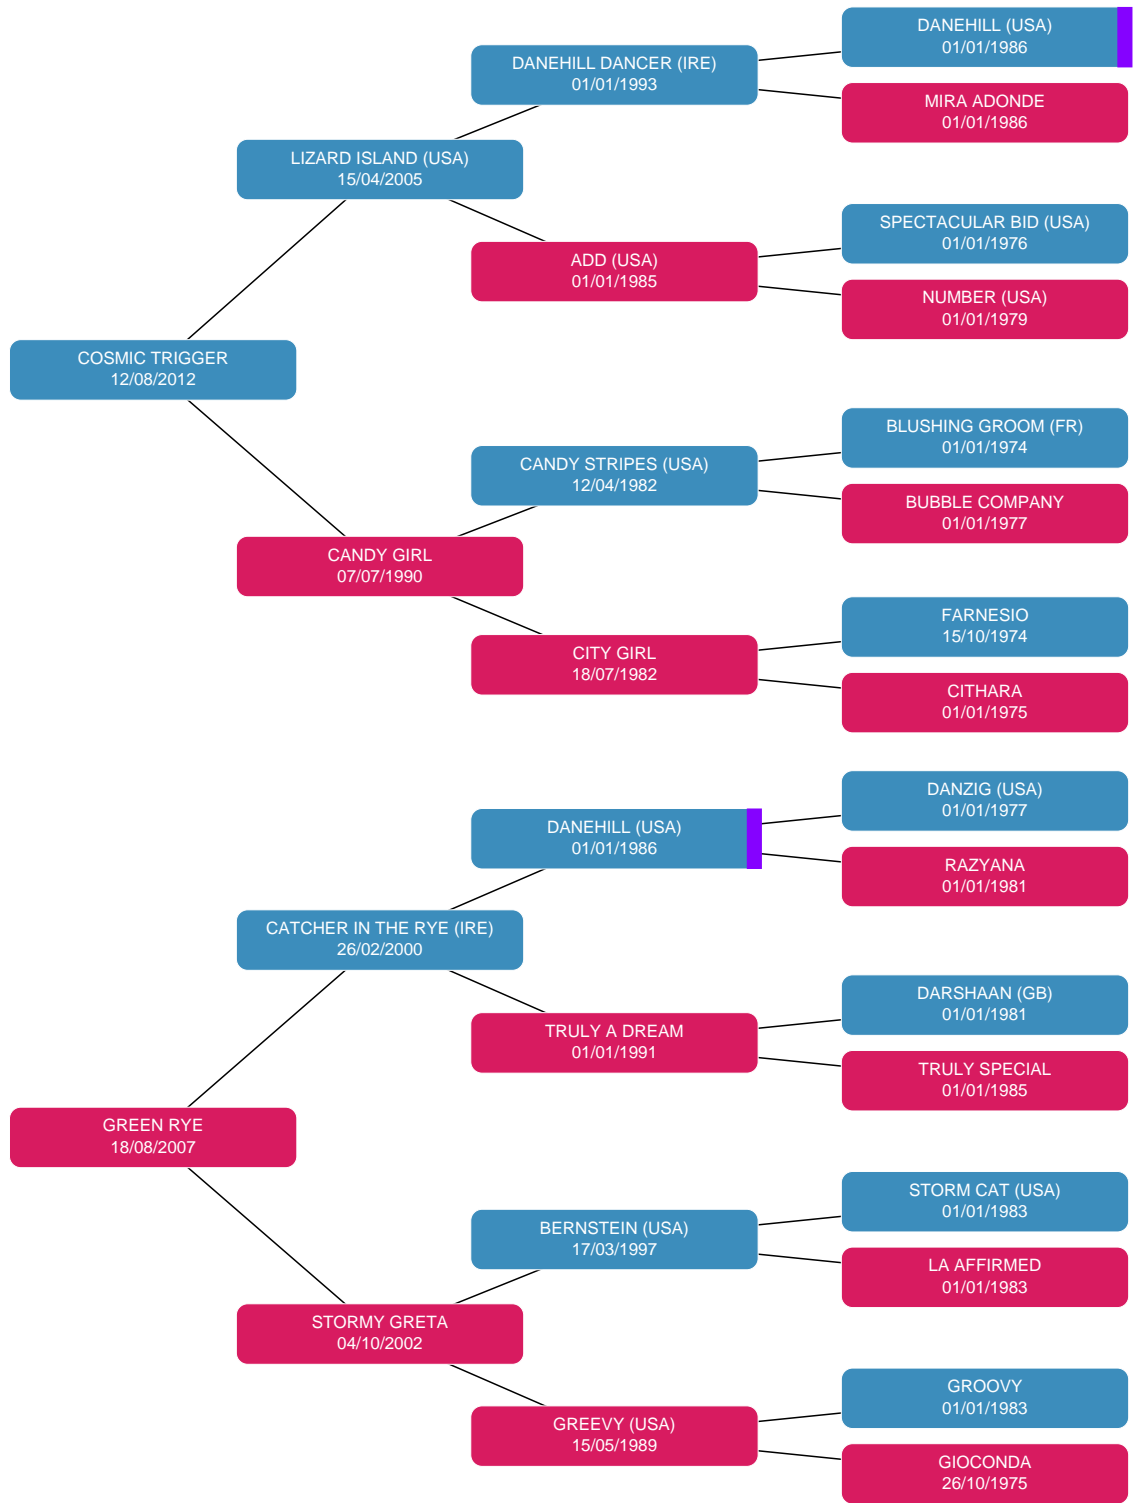 DANEHILL (USA)
01/01/1986
DANEHILL DANCER (IRE)
01/01/1993
MIRA ADONDE
01/01/1986
LIZARD ISLAND (USA)
15/04/2005
SPECTACULAR BID (USA)
01/01/1976
ADD (USA)
01/01/1985
NUMBER (USA)
01/01/1979
COSMIC TRIGGER
12/08/2012
BLUSHING GROOM (FR)
01/01/1974
CANDY STRIPES (USA)
12/04/1982
BUBBLE COMPANY
01/01/1977
CANDY GIRL
07/07/1990
FARNESIO
15/10/1974
CITY GIRL
18/07/1982
CITHARA
01/01/1975
DANZIG (USA)
01/01/1977
DANEHILL (USA)
01/01/1986
RAZYANA
01/01/1981
CATCHER IN THE RYE (IRE)
26/02/2000
DARSHAAN (GB)
01/01/1981
TRULY A DREAM
01/01/1991
TRULY SPECIAL
01/01/1985
GREEN RYE
18/08/2007
STORM CAT (USA)
01/01/1983
BERNSTEIN (USA)
17/03/1997
LA AFFIRMED
01/01/1983
STORMY GRETA
04/10/2002
GROOVY
01/01/1983
GREEVY (USA)
15/05/1989
GIOCONDA
26/10/1975